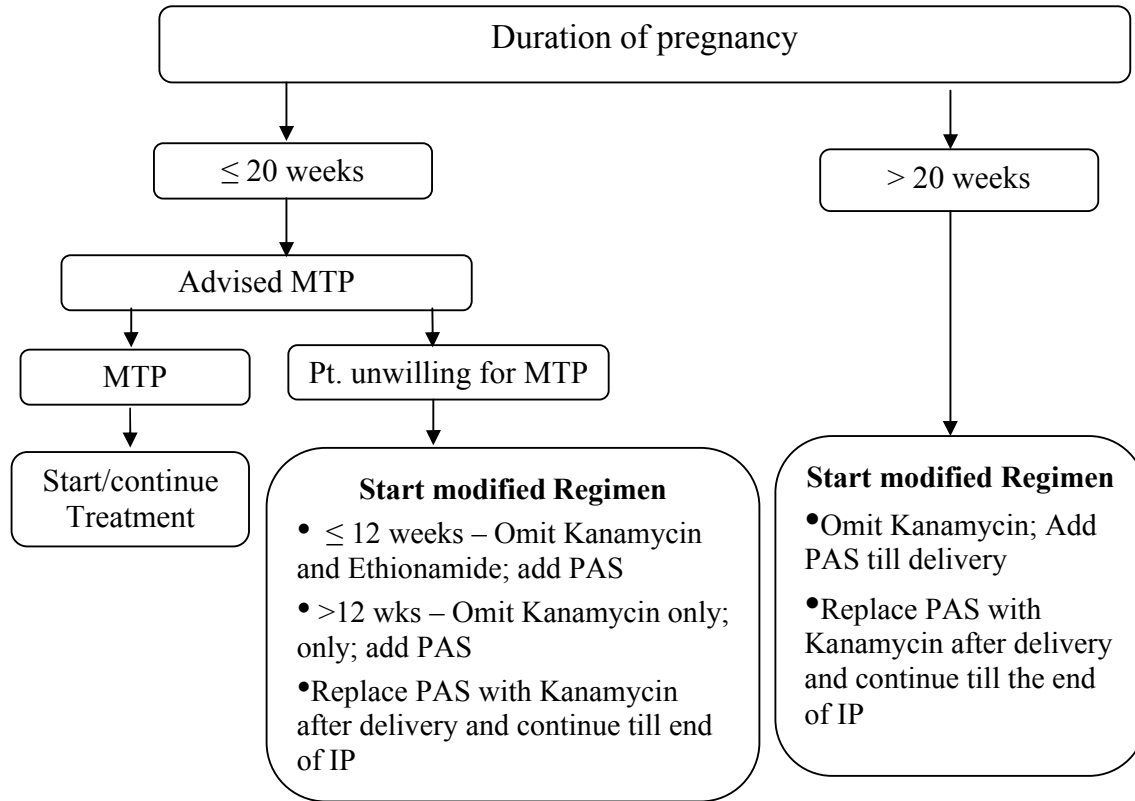 Duration of pregnancy
≤ 20 weeks
> 20 weeks
Advised MTP
MTP
Pt. unwilling for MTP
Start/continue
Treatment
Start modified Regimen
• ≤ 12 weeks – Omit Kanamycin
and Ethionamide; add PAS
• >12 wks – Omit Kanamycin only;
only; add PAS
•Replace PAS with Kanamycin
after delivery and continue till end
of IP
Start modified Regimen
•Omit Kanamycin; Add
PAS till delivery
•Replace PAS with
Kanamycin after delivery
and continue till the end
of IP